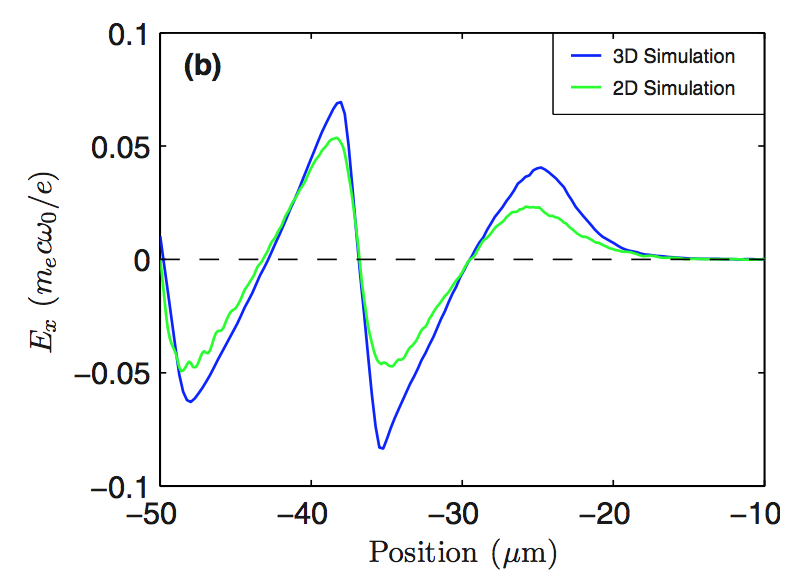 0.1
(b)
3D Simulation
2D Simulation
0.05
0
−0.05
−0.1
E_x (m_e cω_0/e)
−50
−40
−30
−20
−10
Position (μm)